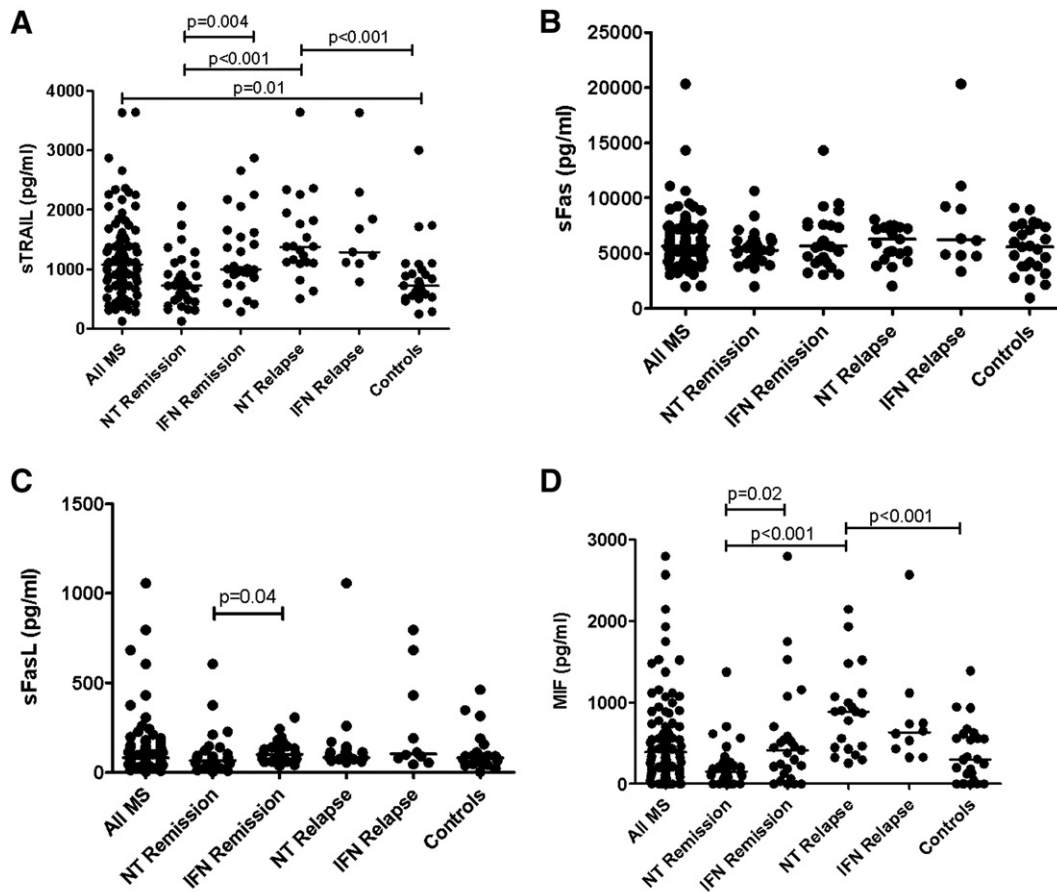 A
p=0.004
p<0.001
p<0.001
p=0.01
sTRAIL (pg/ml)
4000
3000
2000
1000
0
All MS
NT Remission
IFN Remission
NT Relapse
IFN Relapse
Controls
B
sFas (pg/ml)
25000
20000
15000
10000
5000
0
All MS
NT Remission
IFN Remission
NT Relapse
IFN Relapse
Controls
C
sFasL (pg/ml)
1500
1000
500
0
p=0.04
All MS
NT Remission
IFN Remission
NT Relapse
IFN Relapse
Controls
D
p=0.02
p<0.001
p<0.001
MIF (pg/ml)
3000
2000
1000
0
All MS
NT Remission
IFN Remission
NT Relapse
IFN Relapse
Controls